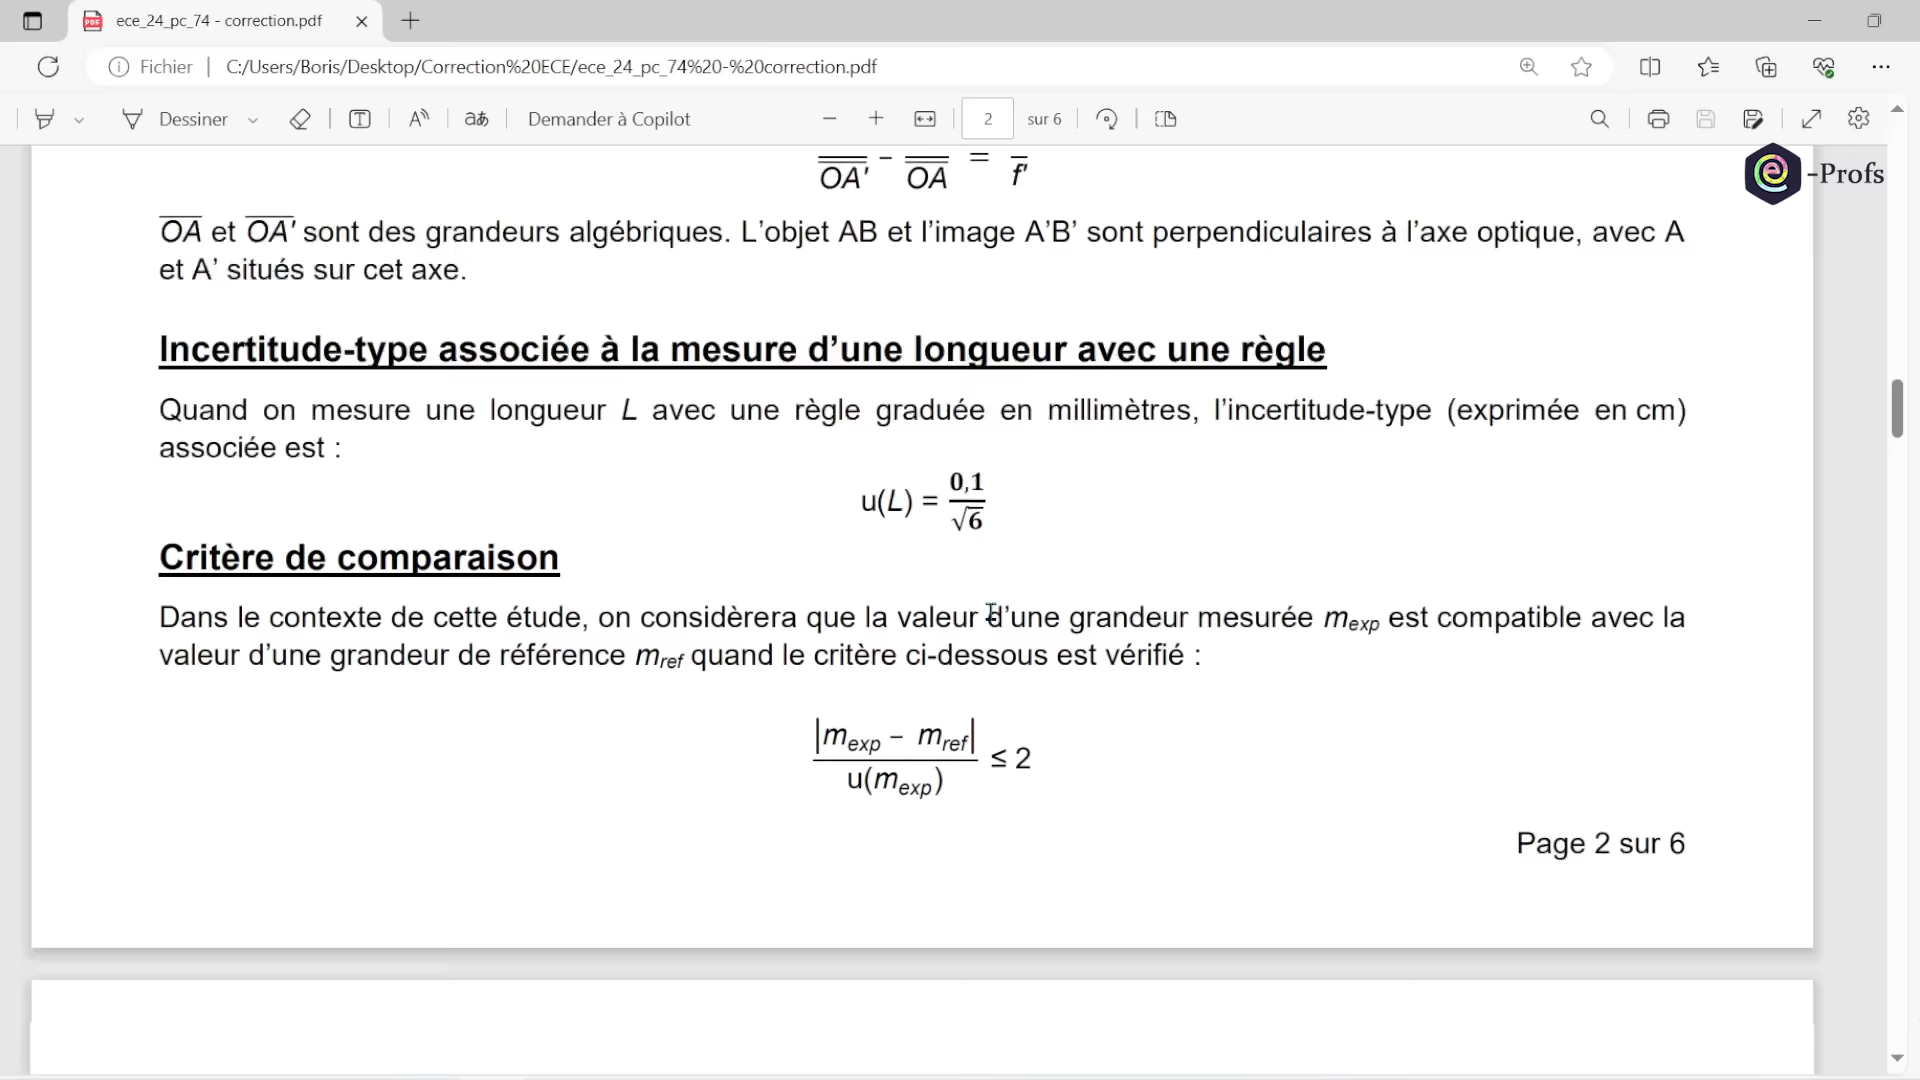 ece_24_pc_74 - correction.pdf
Fichier | C:/Users/Boris/Desktop/Correction%20ECE/ece_24_pc_74%20-%20correction.pdf
Dessiner Demander à Copilot 2 sur 6
e-Profs
OA' - OA = f'
OA et OA' sont des grandeurs algébriques. L'objet AB et l'image A'B' sont perpendiculaires à l'axe optique, avec A
et A' situés sur cet axe.
Incertitude-type associée à la mesure d'une longueur avec une règle
Quand on mesure une longueur L avec une règle graduée en millimètres, l'incertitude-type (exprimée en cm)
associée est :
u(L) = 0,1/√6
Critère de comparaison
Dans le contexte de cette étude, on considèrera que la valeur d'une grandeur mesurée mexp est compatible avec la
valeur d'une grandeur de référence mref quand le critère ci-dessous est vérifié :
|mexp – mref| / u(mexp) ≤ 2
Page 2 sur 6